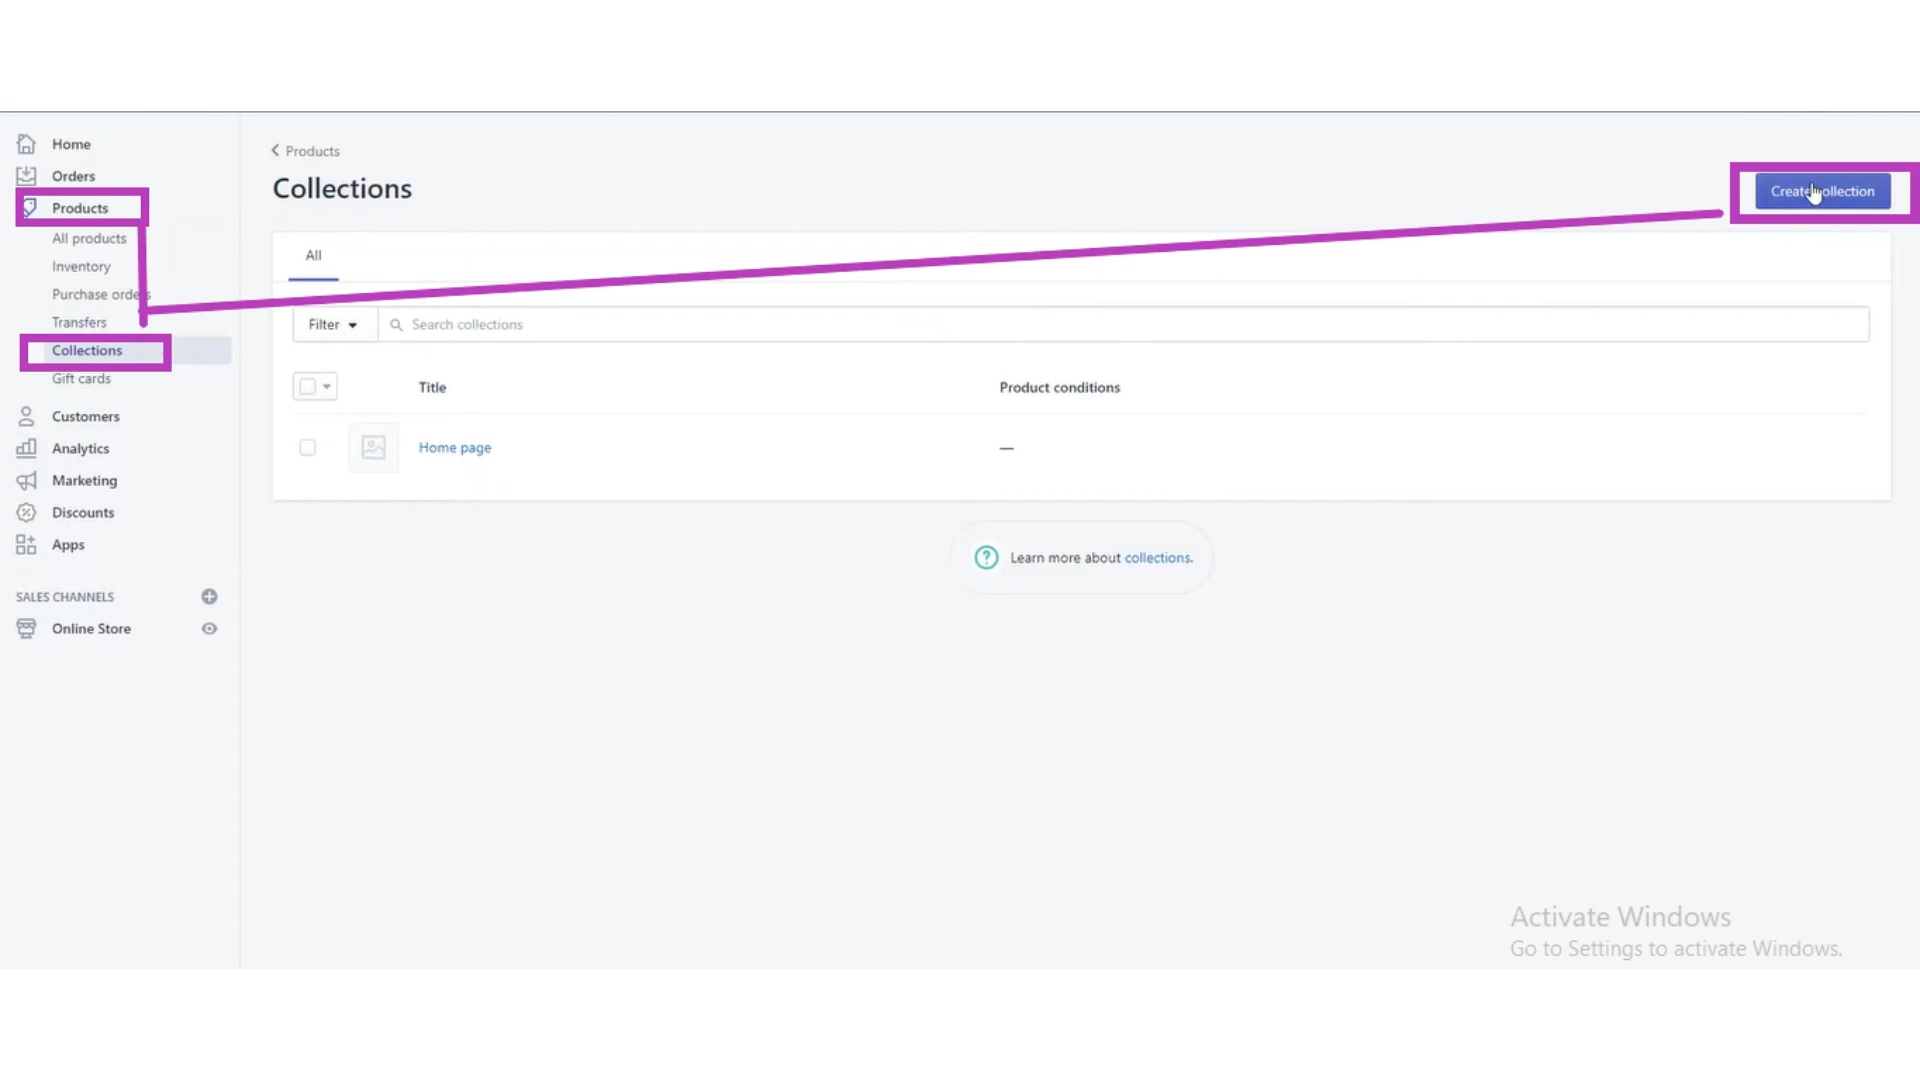 Home
Orders
Products
All products
Inventory
Purchase orders
Transfers
Collections
Gift cards
Customers
Analytics
Marketing
Discounts
Apps
SALES CHANNELS
Online Store
Products
Collections
Create collection
All
Filter
Search collections
Title
Product conditions
Home page
—
Learn more about collections.
Activate Windows
Go to Settings to activate Windows.